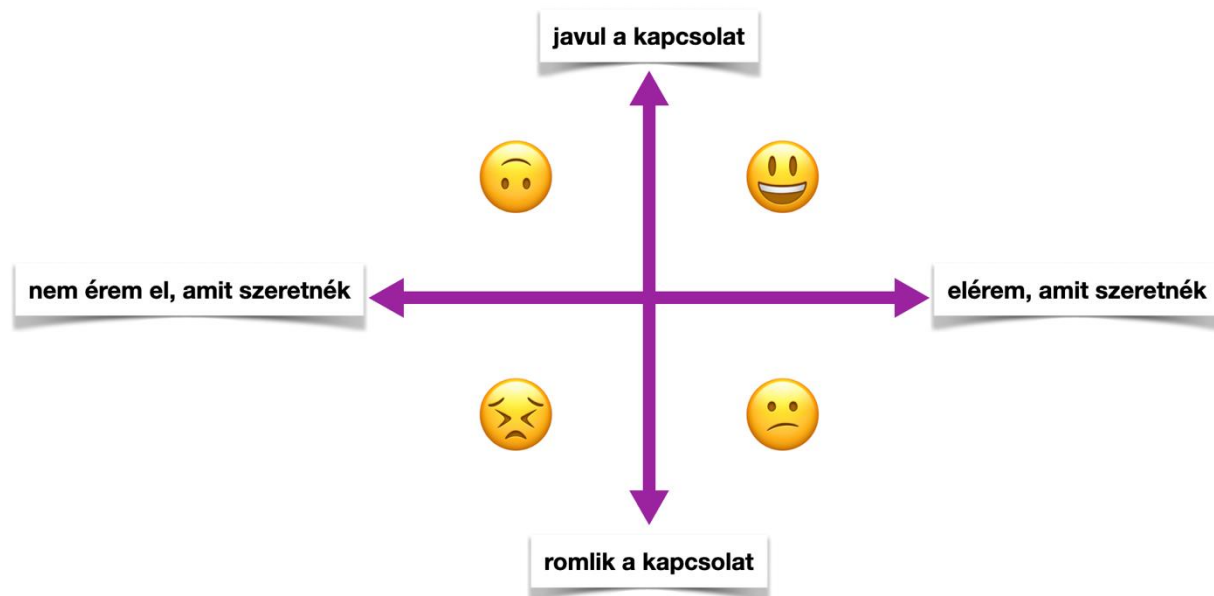 javul a kapcsolat
nem érem el, amit szeretnék
elérem, amit szeretnék
romlik a kapcsolat